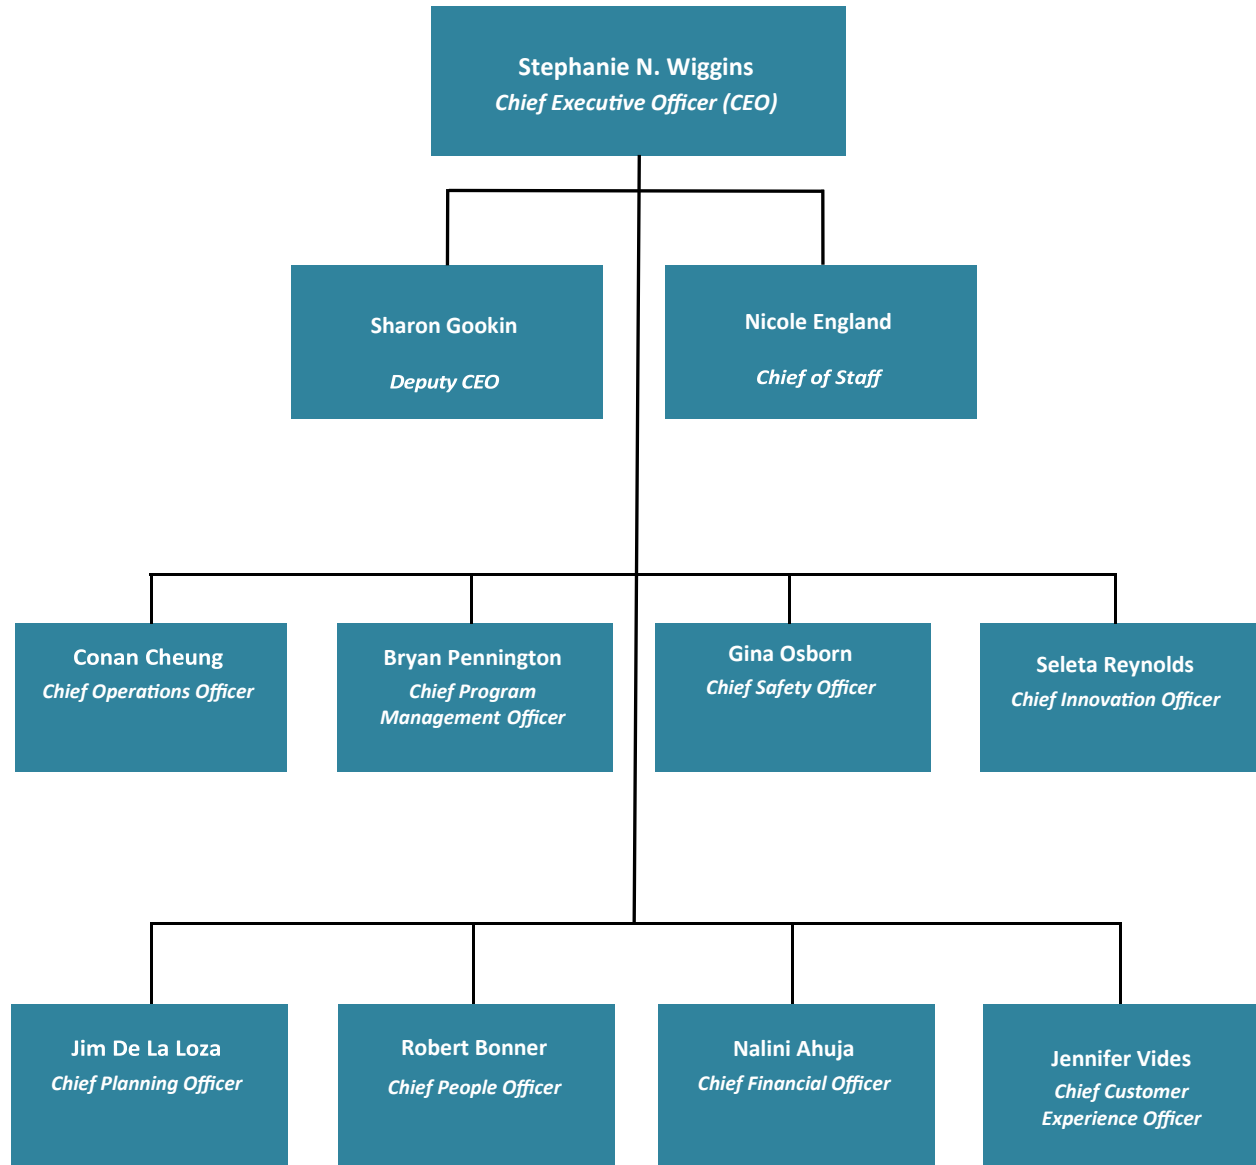 Stephanie N. Wiggins
Chief Executive Officer (CEO)
Sharon Gookin
Deputy CEO
Nicole England
Chief of Staff
Conan Cheung
Chief Operations Officer
Bryan Pennington
Chief Program
Management Officer
Gina Osborn
Chief Safety Officer
Seleta Reynolds
Chief Innovation Officer
Jim De La Loza
Chief Planning Officer
Robert Bonner
Chief People Officer
Nalini Ahuja
Chief Financial Officer
Jennifer Vides
Chief Customer
Experience Officer